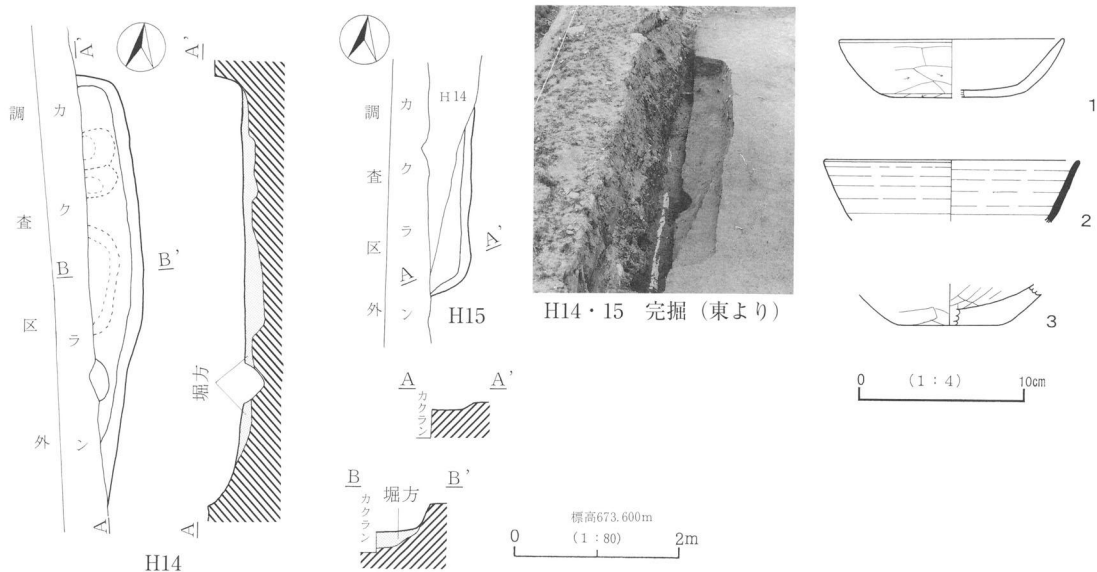 A'
A'
調査区外
カクラン
B
B'
堀方
A
A
H14
調査区外
カクラン
H14
A
A'
H15
H14・15 完掘（東より）
1
2
3
0 （1：4） 10cm
A A'
カクラン
B 堀方 B'
カクラン
標高673.600m
（1：80）
0 2m